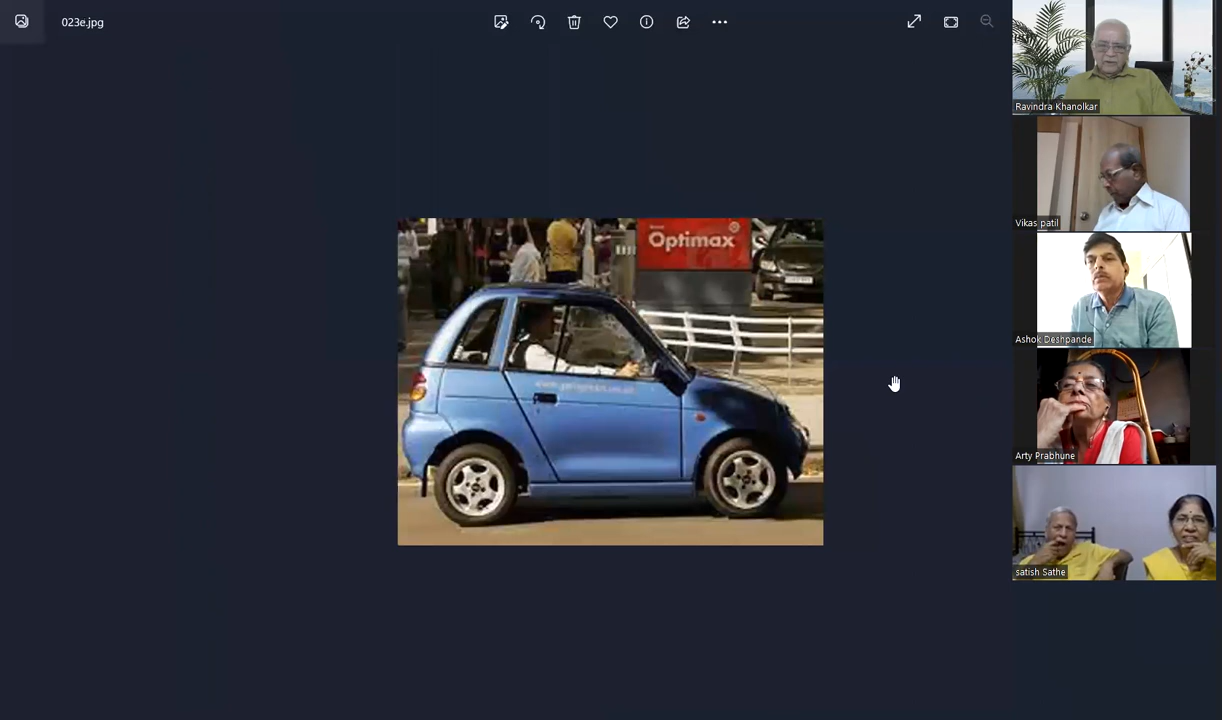 023e.jpg
Optimax
Ravindra Khanolkar
Vikas patil
Ashok Deshpande
Arty Prabhune
satish Sathe